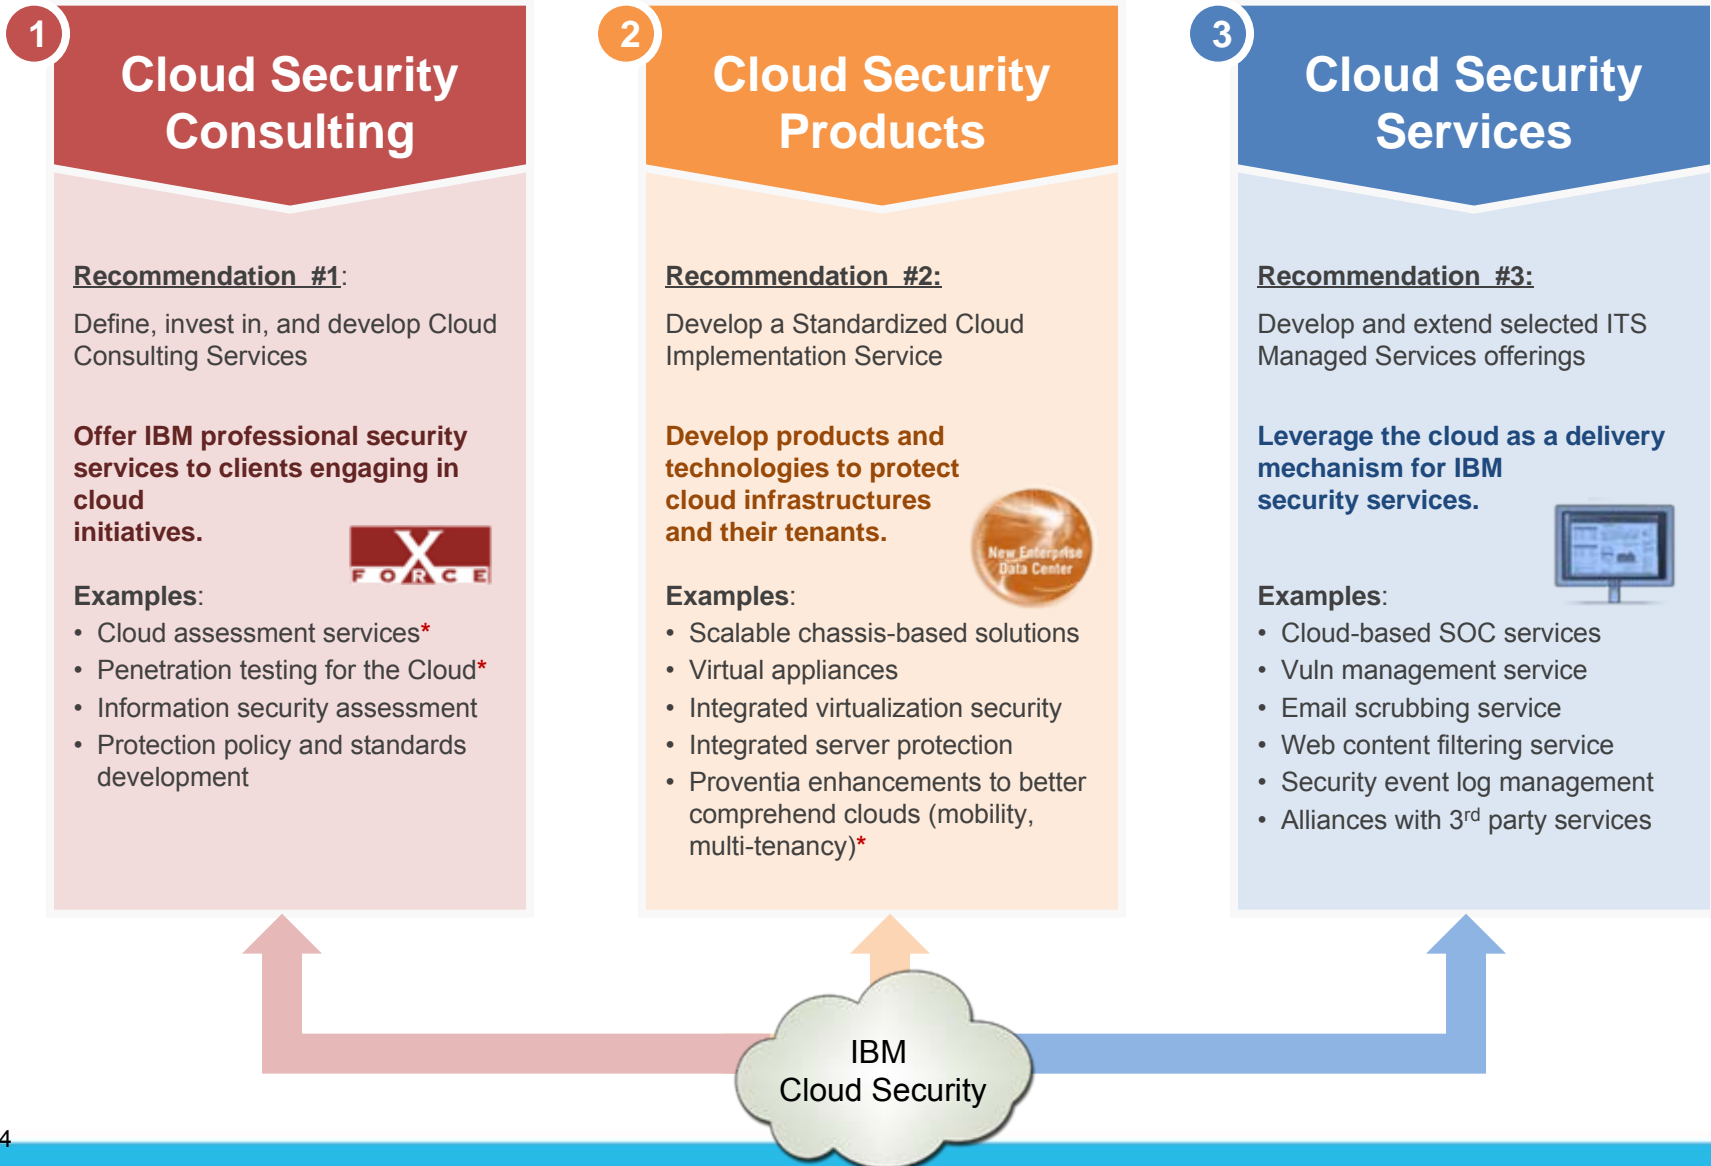 1
Cloud Security
Consulting
Recommendation #1:
Define, invest in, and develop Cloud
Consulting Services
Offer IBM professional security
services to clients engaging in
cloud
initiatives.
X
FORCE
Examples:
• Cloud assessment services*
• Penetration testing for the Cloud*
• Information security assessment
• Protection policy and standards
development
2
Cloud Security
Products
Recommendation #2:
Develop a Standardized Cloud
Implementation Service
Develop products and
technologies to protect
cloud infrastructures
and their tenants.
New Enterprise
Data Center
Examples:
• Scalable chassis-based solutions
• Virtual appliances
• Integrated virtualization security
• Integrated server protection
• Proventia enhancements to better
comprehend clouds (mobility,
multi-tenancy)*
3
Cloud Security
Services
Recommendation #3:
Develop and extend selected ITS
Managed Services offerings
Leverage the cloud as a delivery
mechanism for IBM
security services.
Examples:
• Cloud-based SOC services
• Vuln management service
• Email scrubbing service
• Web content filtering service
• Security event log management
• Alliances with 3rd party services
IBM
Cloud Security
4